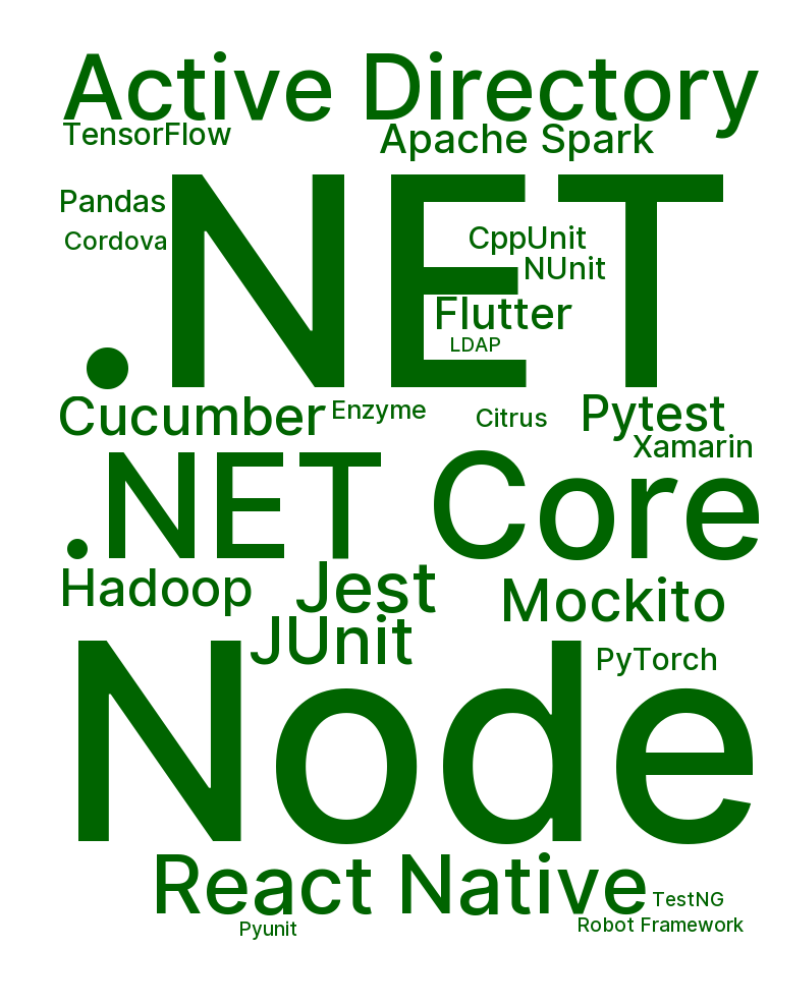 Active Directory
TensorFlow
Apache Spark
.NET
Pandas
Cordova
CppUnit
NUnit
Flutter
LDAP
Cucumber
Enzyme
Citrus
Pytest
Xamarin
.NET Core
Hadoop
Jest
Mockito
JUnit
PyTorch
Node
React Native
TestNG
Robot Framework
Pyunit